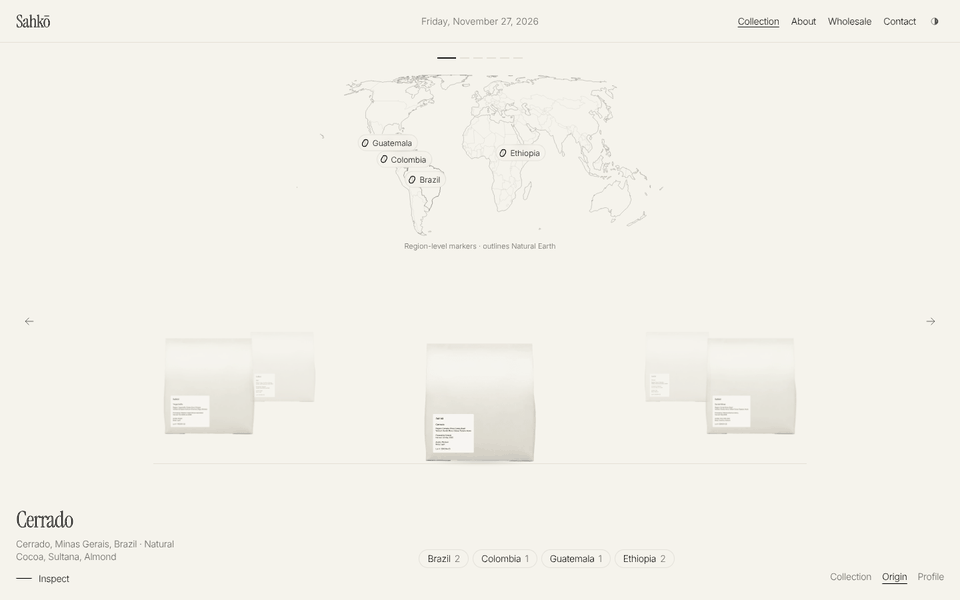 Sahkō
Friday, November 27, 2026
Collection
About
Wholesale
Contact
Guatemala
Colombia
Brazil
Ethiopia
Region-level markers · outlines Natural Earth
Cerrado
Cerrado, Minas Gerais, Brazil · Natural
Cocoa, Sultana, Almond
Inspect
Brazil 2
Colombia 1
Guatemala 1
Ethiopia 2
Collection
Origin
Profile